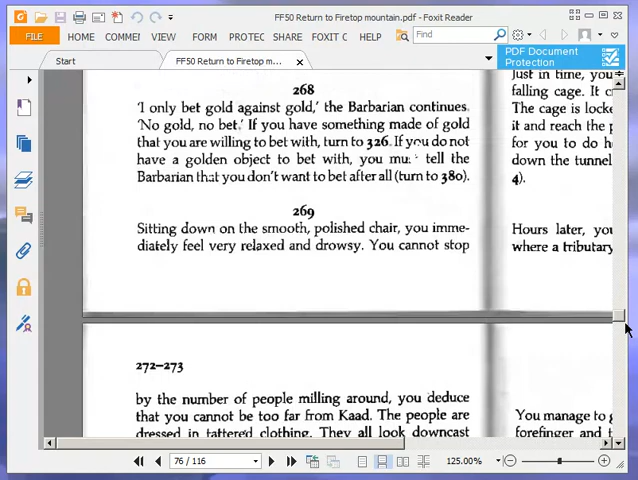 FF50 Return to Firetop mountain.pdf - Foxit Reader
FILE HOME COMME VIEW FORM PROTECT SHARE FOXIT C HELP Find
Start FF50 Return to Firetop m... PDF Document Protection
268
'I only bet gold against gold,' the Barbarian continues.
'No gold, no bet.' If you have something made of gold
that you are willing to bet with, turn to 326. If you do not
have a golden object to bet with, you tell the
Barbarian that you don't want to bet after all (turn to 380).
269
Sitting down on the smooth, polished chair, you imme-
diately feel very relaxed and drowsy. You cannot stop
Just in time, you
falling cage. It c
The cage is locke
it and reach the p
for you to do h
down the tunnel
4).
Hours later, you
where a tributary
272–273
by the number of people milling around, you deduce
that you cannot be too far from Kaad. The people are
dressed in tattered clothing. They all look downcast
You manage to g
forefinger and t
76 / 116 125.00%